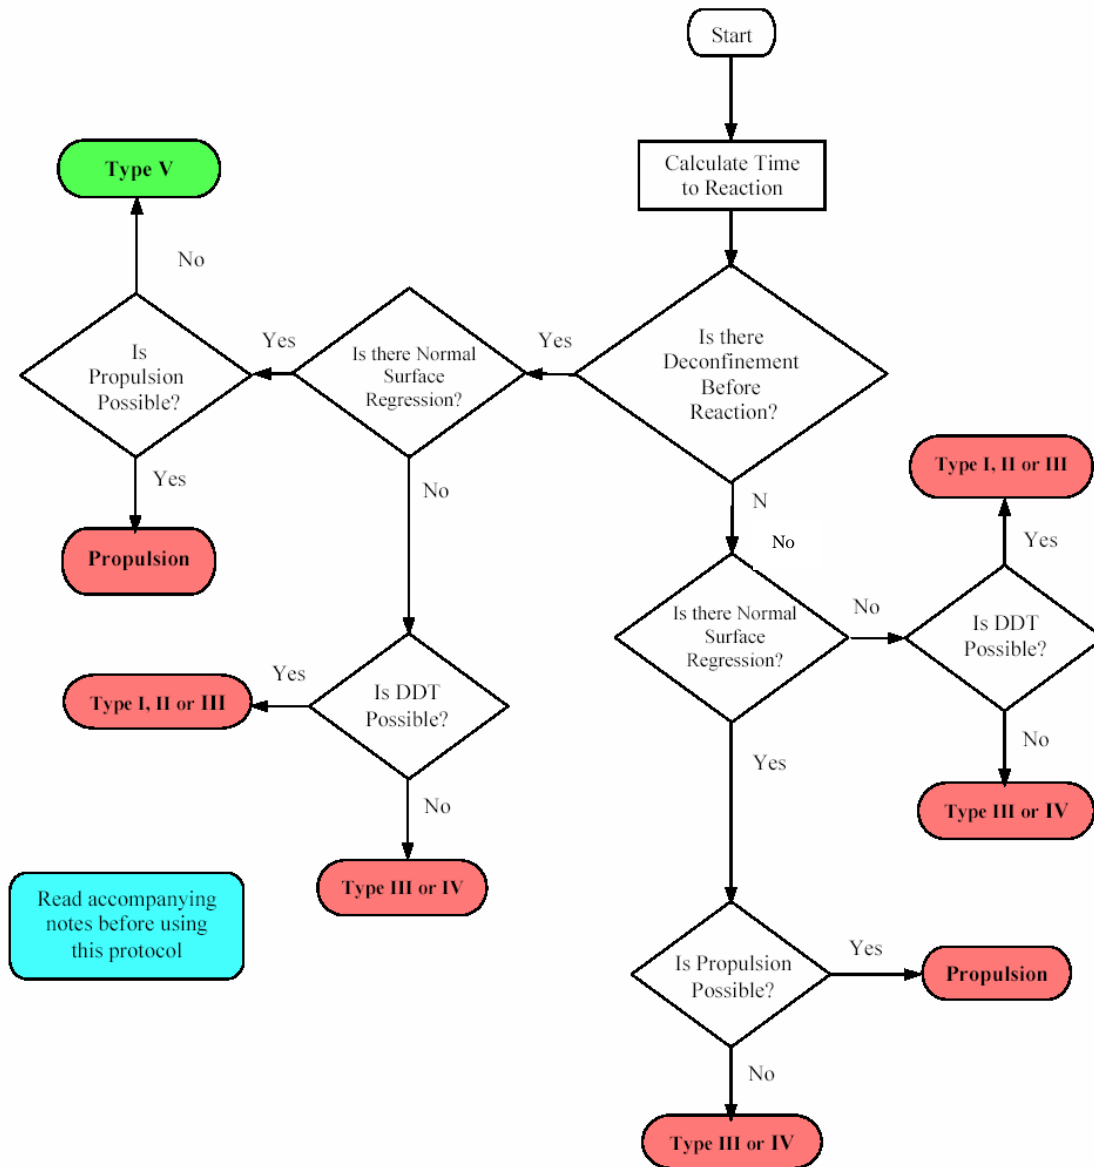 Start
Calculate Time
to Reaction
Type V
No
Is
Propulsion
Possible?
Yes
Is there Normal
Surface
Regression?
Yes
Is there
Deconfinement
Before
Reaction?
Yes
Propulsion
No
N
No
Type I, II or III
Yes
Is there Normal
Surface
Regression?
No
Is DDT
Possible?
Type I, II or III
Yes
Is DDT
Possible?
No
Type III or IV
Yes
No
Type III or IV
Read accompanying
notes before using
this protocol
Is Propulsion
Possible?
Yes
Propulsion
No
Type III or IV